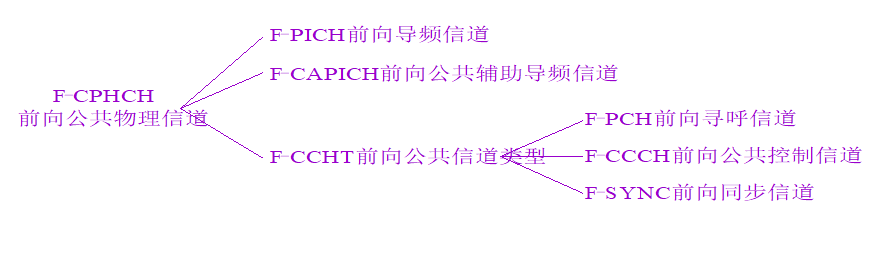 F-PICH前向导频信道
F-CAPICH前向公共辅助导频信道
F-CPHCH
前向公共物理信道
F-CCHT前向公共信道类型
F-PCH前向寻呼信道
F-CCCH前向公共控制信道
F-SYNC前向同步信道